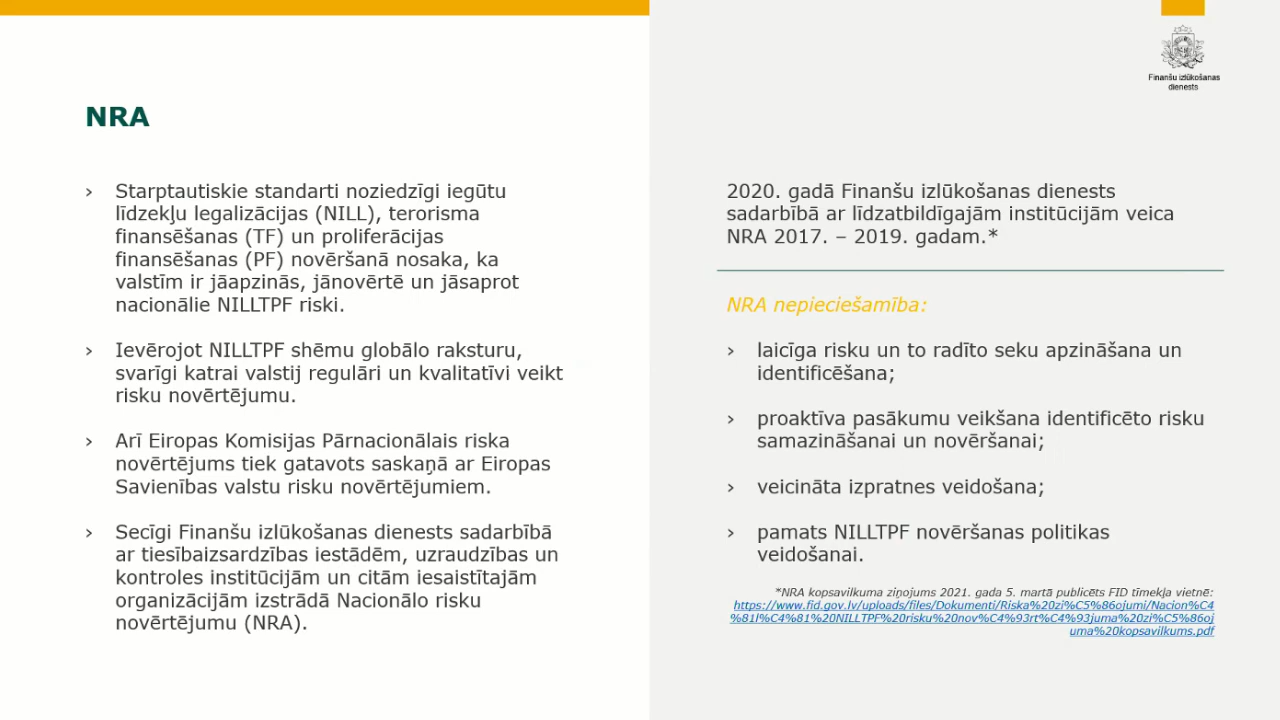 Finanšu izlūkošanas
dienests
NRA
› Starptautiskie standarti noziedzīgi iegūtu
līdzekļu legalizācijas (NILL), terorisma
finansēšanas (TF) un proliferācijas
finansēšanas (PF) novēršanā nosaka, ka
valstīm ir jāapzinās, jānovērtē un jāsaprot
nacionālie NILLTPF riski.
› Ievērojot NILLTPF shēmu globālo raksturu,
svarīgi katrai valstij regulāri un kvalitatīvi veikt
risku novērtējumu.
› Arī Eiropas Komisijas Pārnacionālais riska
novērtējums tiek gatavots saskaņā ar Eiropas
Savienības valstu risku novērtējumiem.
› Secīgi Finanšu izlūkošanas dienests sadarbībā
ar tiesībaizsardzības iestādēm, uzraudzības un
kontroles institūcijām un citām iesaistītajām
organizācijām izstrādā Nacionālo risku
novērtējumu (NRA).
2020. gadā Finanšu izlūkošanas dienests
sadarbībā ar līdzatbildīgajām institūcijām veica
NRA 2017. – 2019. gadam.*
NRA nepieciešamība:
› laicīga risku un to radīto seku apzināšana un
identificēšana;
› proaktīva pasākumu veikšana identificēto risku
samazināšanai un novēršanai;
› veicināta izpratnes veidošana;
› pamats NILLTPF novēršanas politikas
veidošanai.
*NRA kopsavilkuma ziņojums 2021. gada 5. martā publicēts FID tīmekļa vietnē:
https://www.fid.gov.lv/uploads/files/Dokumenti/Riska%20zi%C5%86ojumi/Nacion%C4
%81l%C4%81%20NILLTPF%20risku%20nov%C4%93rt%C4%93juma%20zi%C5%86oj
uma%20kopsavilkums.pdf